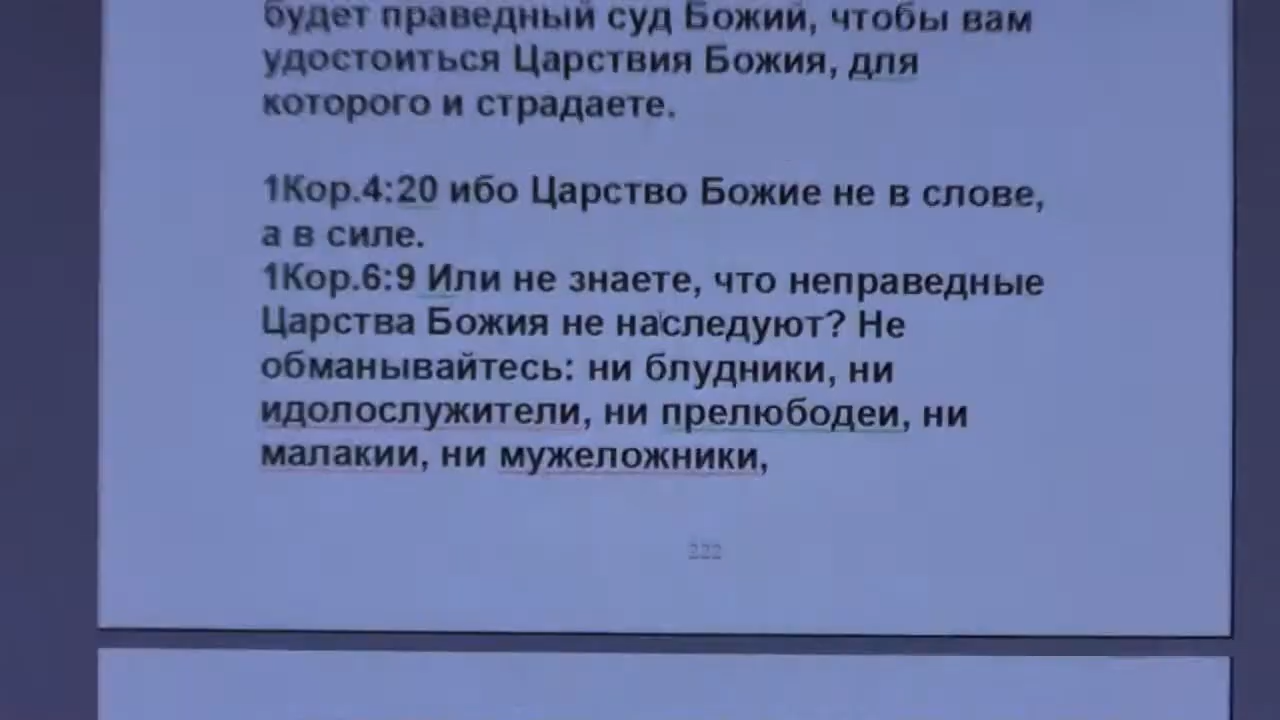 будет праведный суд Божий, чтобы вам
удостоиться Царствия Божия, для
которого и страдаете.
1Кор.4:20 ибо Царство Божие не в слове,
а в силе.
1Кор.6:9 Или не знаете, что неправедные
Царства Божия не наследуют? Не
обманывайтесь: ни блудники, ни
идолослужители, ни прелюбодеи, ни
малакии, ни мужеложники,
222